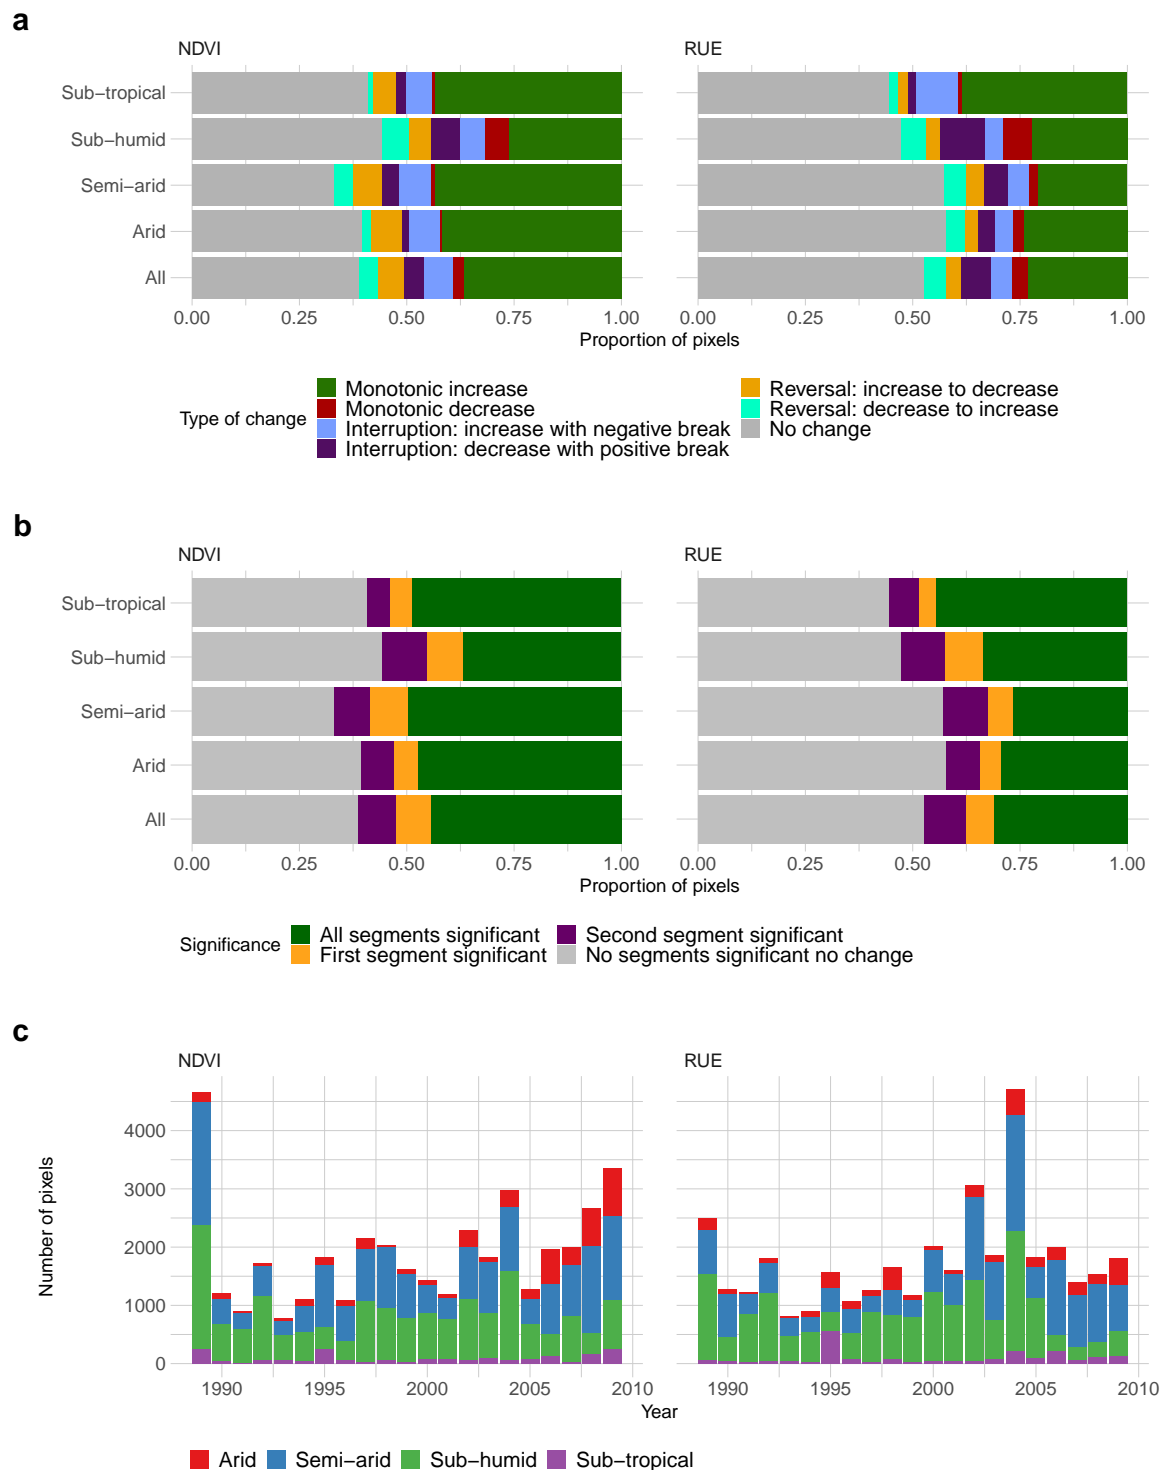 a
NDVI
RUE
Sub−tropical
Sub−humid
Semi−arid
Arid
All
0.00 0.25 0.50 0.75 1.00
0.00 0.25 0.50 0.75 1.00
Proportion of pixels
Type of change
Monotonic increase
Monotonic decrease
Interruption: increase with negative break
Interruption: decrease with positive break
Reversal: increase to decrease
Reversal: decrease to increase
No change
b
NDVI
RUE
Sub−tropical
Sub−humid
Semi−arid
Arid
All
0.00 0.25 0.50 0.75 1.00
0.00 0.25 0.50 0.75 1.00
Proportion of pixels
Significance
All segments significant
First segment significant
Second segment significant
No segments significant no change
c
NDVI
RUE
Number of pixels
4000
3000
2000
1000
0
1990 1995 2000 2005 2010
1990 1995 2000 2005 2010
Year
Arid Semi−arid Sub−humid Sub−tropical